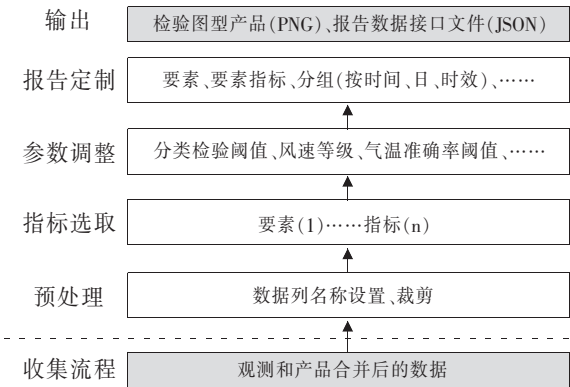 输出 检验图型产品(PNG)、报告数据接口文件(JSON)
报告定制 要素、要素指标、分组(按时间、日、时效)、……
参数调整 分类检验阈值、风速等级、气温准确率阈值、……
指标选取 要素(1)……指标(n)
预处理 数据列名称设置、裁剪
收集流程 观测和产品合并后的数据